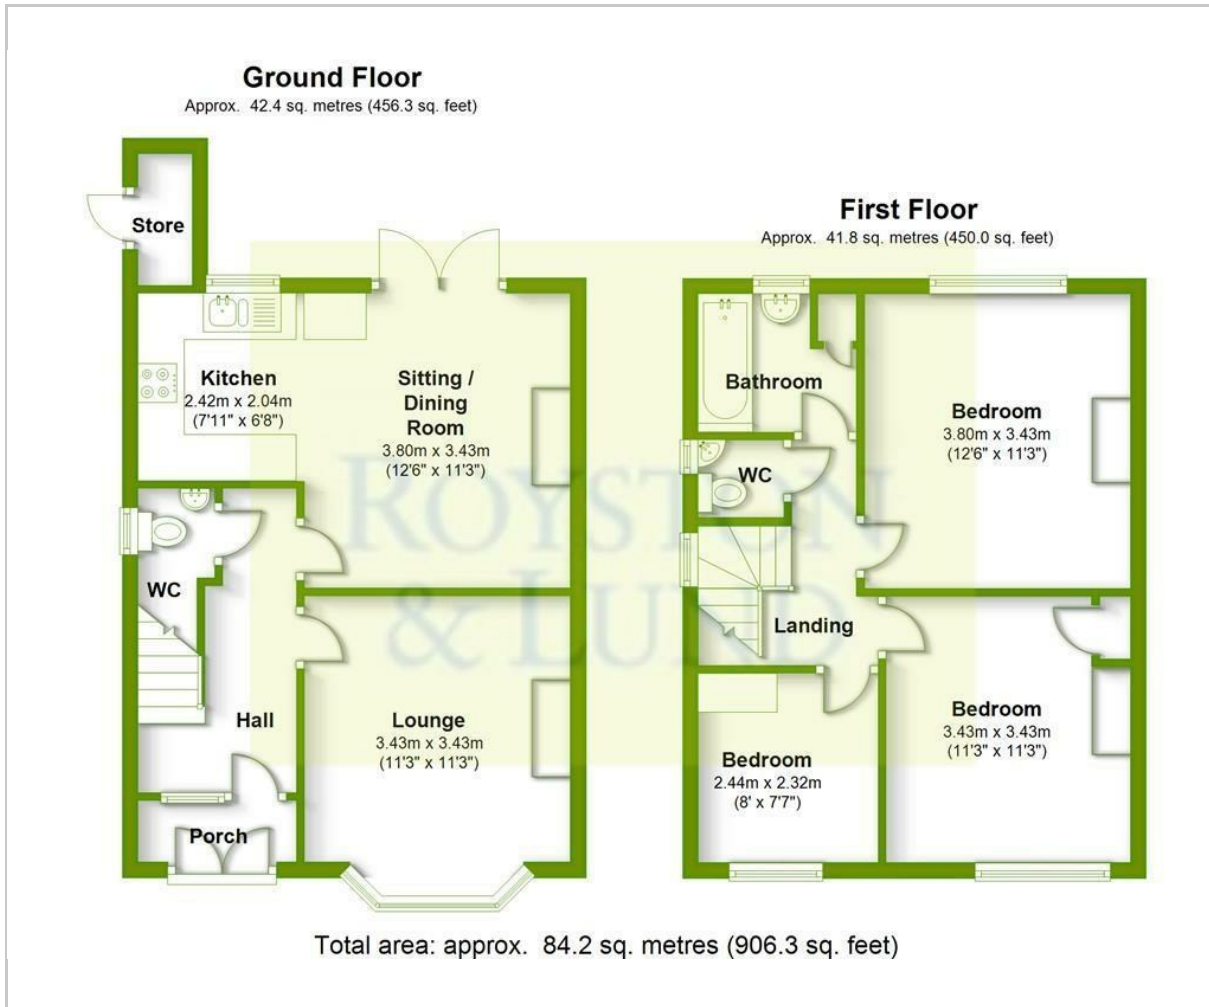 Ground Floor
Approx. 42.4 sq. metres (456.3 sq. feet)
Store
Kitchen
2.42m x 2.04m
(7'11" x 6'8")
Sitting /
Dining
Room
3.80m x 3.43m
(12'6" x 11'3")
WC
Hall
Lounge
3.43m x 3.43m
(11'3" x 11'3")
Porch
First Floor
Approx. 41.8 sq. metres (450.0 sq. feet)
Bathroom
Bedroom
3.80m x 3.43m
(12'6" x 11'3")
WC
Landing
Bedroom
2.44m x 2.32m
(8' x 7'7")
Bedroom
3.43m x 3.43m
(11'3" x 11'3")
ROYSTON
& LUND
Total area: approx. 84.2 sq. metres (906.3 sq. feet)